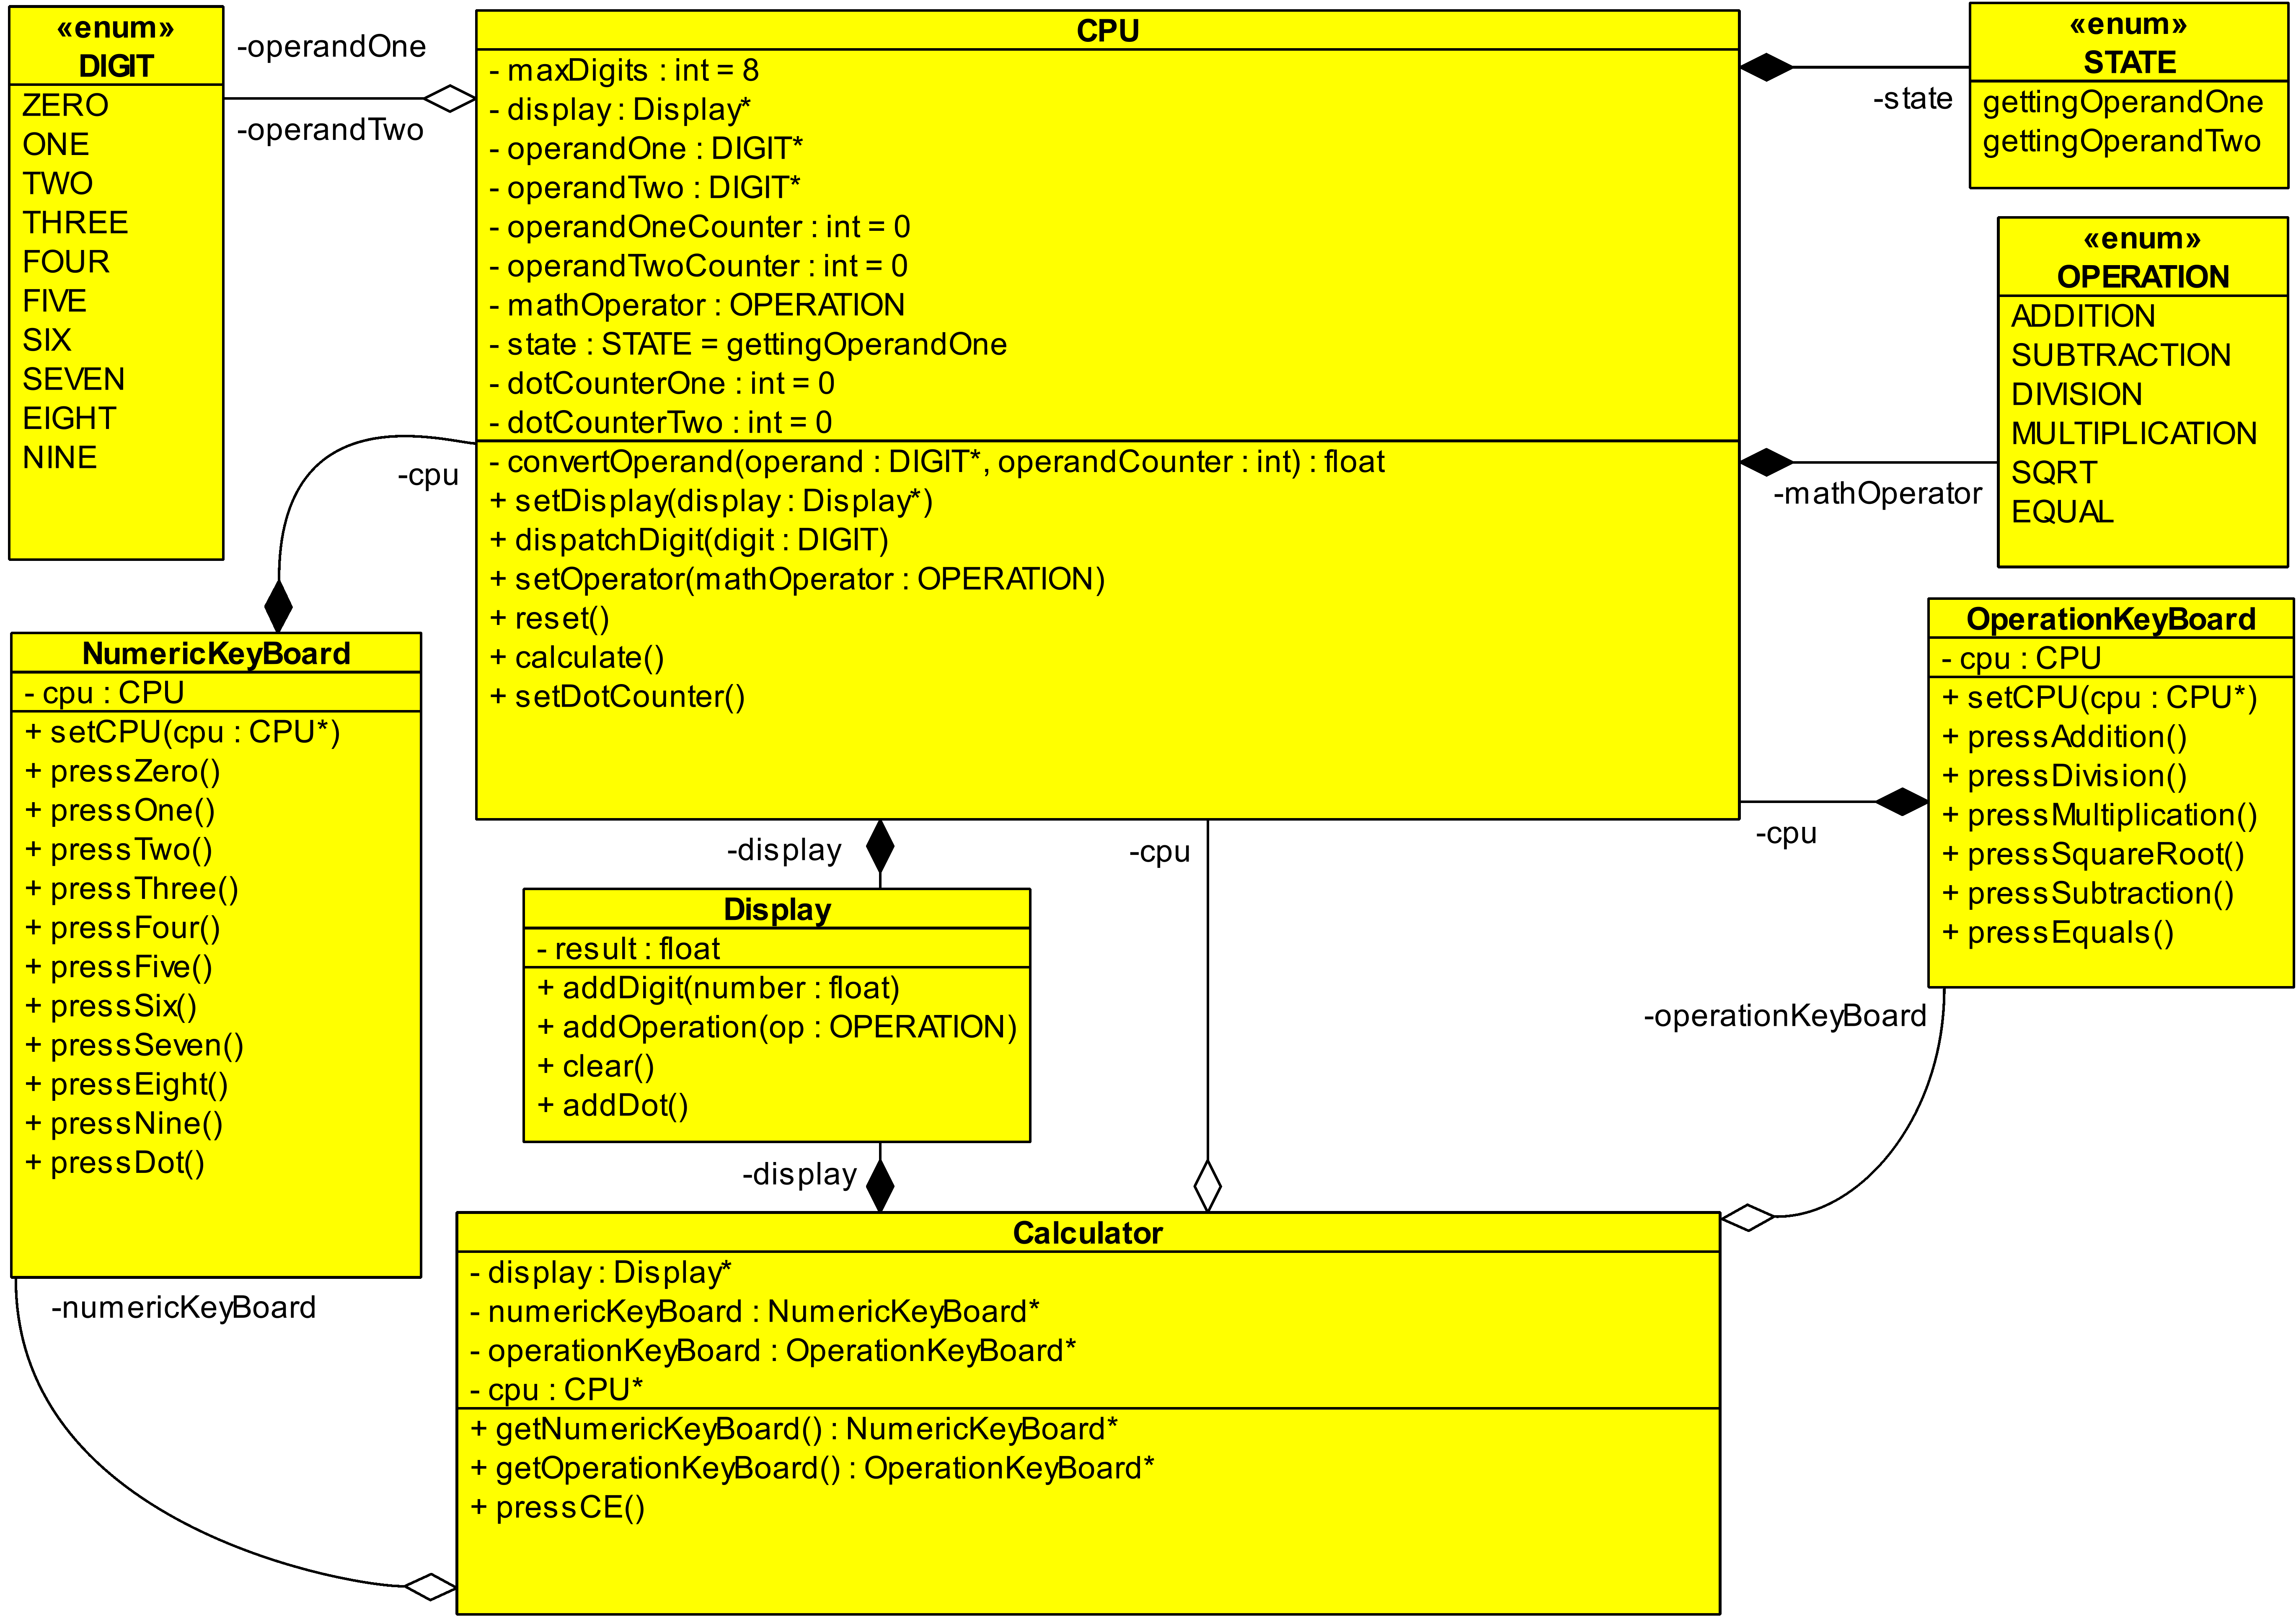 «enum»
DIGIT
ZERO
ONE
TWO
THREE
FOUR
FIVE
SIX
SEVEN
EIGHT
NINE
-operandOne
-operandTwo
CPU
- maxDigits : int = 8
- display : Display*
- operandOne : DIGIT*
- operandTwo : DIGIT*
- operandOneCounter : int = 0
- operandTwoCounter : int = 0
- mathOperator : OPERATION
- state : STATE = gettingOperandOne
- dotCounterOne : int = 0
- dotCounterTwo : int = 0
- convertOperand(operand : DIGIT*, operandCounter : int) : float
+ setDisplay(display : Display*)
+ dispatchDigit(digit : DIGIT)
+ setOperator(mathOperator : OPERATION)
+ reset()
+ calculate()
+ setDotCounter()
-state
«enum»
STATE
gettingOperandOne
gettingOperandTwo
-mathOperator
«enum»
OPERATION
ADDITION
SUBTRACTION
DIVISION
MULTIPLICATION
SQRT
EQUAL
-cpu
NumericKeyBoard
- cpu : CPU
+ setCPU(cpu : CPU*)
+ pressZero()
+ pressOne()
+ pressTwo()
+ pressThree()
+ pressFour()
+ pressFive()
+ pressSix()
+ pressSeven()
+ pressEight()
+ pressNine()
+ pressDot()
-numericKeyBoard
-display
Display
- result : float
+ addDigit(number : float)
+ addOperation(op : OPERATION)
+ clear()
+ addDot()
-display
-cpu
-cpu
OperationKeyBoard
- cpu : CPU
+ setCPU(cpu : CPU*)
+ pressAddition()
+ pressDivision()
+ pressMultiplication()
+ pressSquareRoot()
+ pressSubtraction()
+ pressEquals()
-operationKeyBoard
Calculator
- display : Display*
- numericKeyBoard : NumericKeyBoard*
- operationKeyBoard : OperationKeyBoard*
- cpu : CPU*
+ getNumericKeyBoard() : NumericKeyBoard*
+ getOperationKeyBoard() : OperationKeyBoard*
+ pressCE()